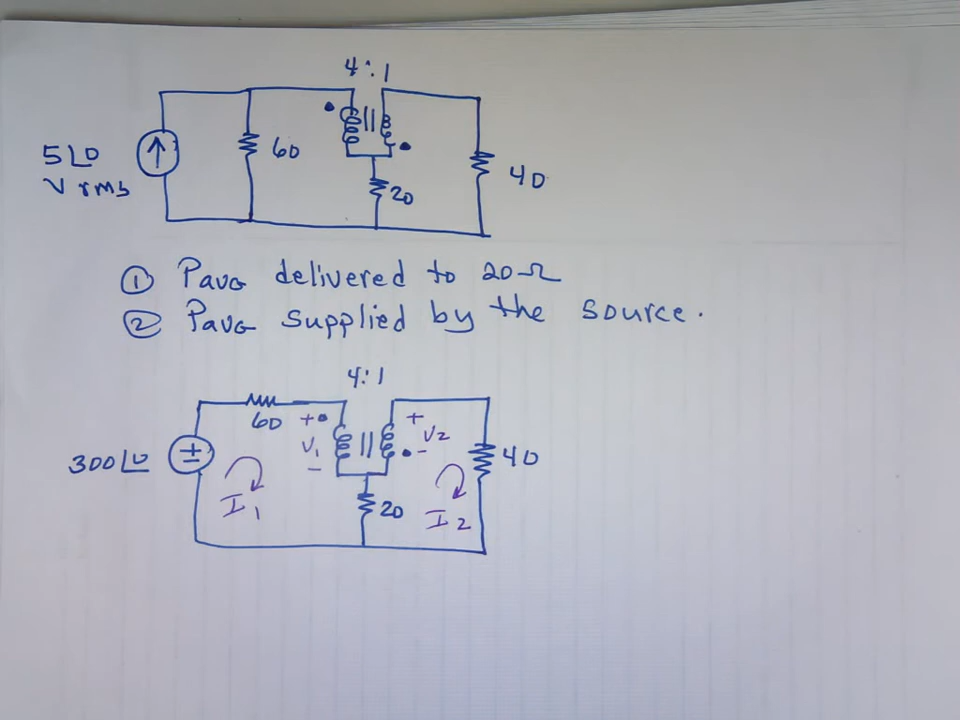 4:1
5∠0
V rms
60
20
40
① Pavg delivered to 20Ω
② Pavg supplied by the source.
4:1
60
+
+
V1
V2
-
-
300∠0
±
40
I1
20
I2